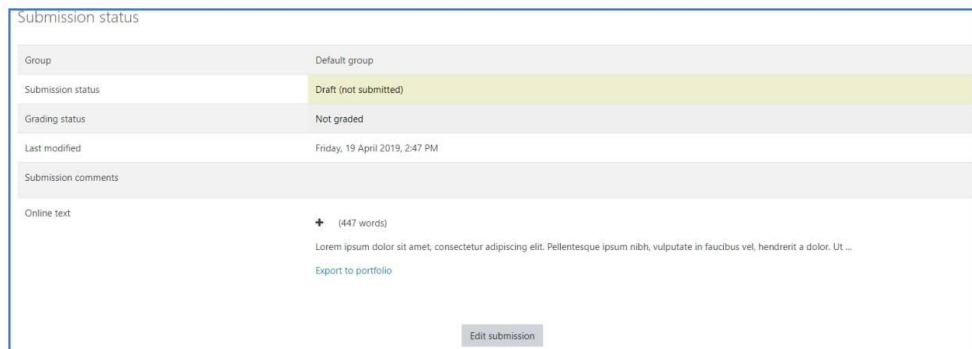 Submission status
Group Default group
Submission status Draft (not submitted)
Grading status Not graded
Last modified Friday, 19 April 2019, 2:47 PM
Submission comments
Online text
+ (447 words)
Lorem ipsum dolor sit amet, consectetur adipiscing elit. Pellentesque ipsum nibh, vulputate in faucibus vel, hendrerit a dolor. Ut ...
Export to portfolio
Edit submission